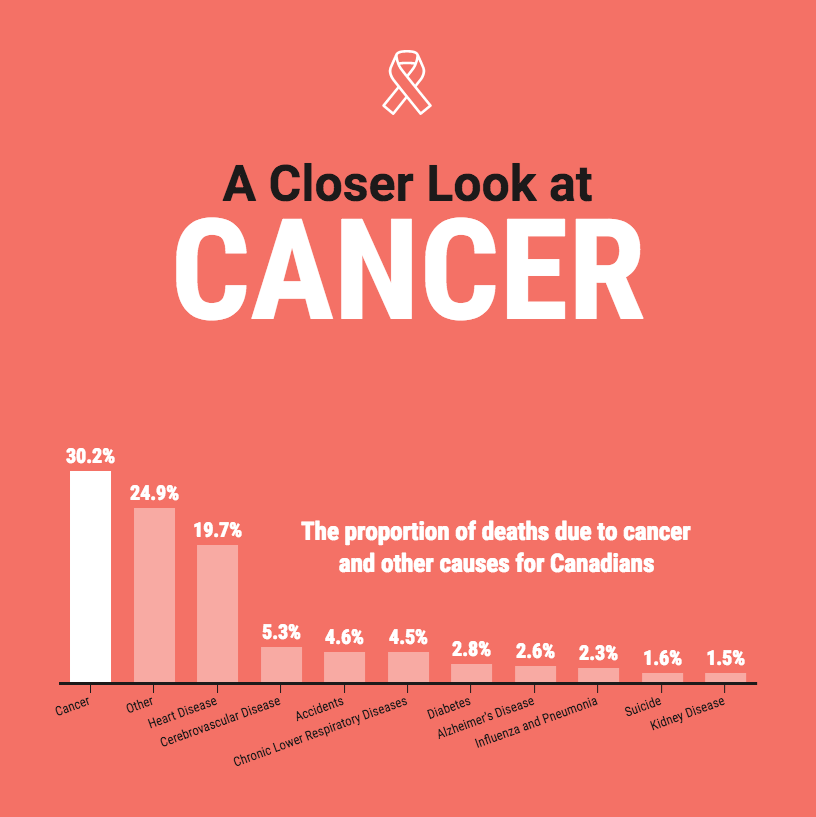 A Closer Look at
CANCER
The proportion of deaths due to cancer
and other causes for Canadians
30.2%
24.9%
19.7%
5.3%
4.6%
4.5%
2.8%
2.6%
2.3%
1.6%
1.5%
Cancer
Other
Heart Disease
Cerebrovascular Disease
Accidents
Chronic Lower Respiratory Diseases
Diabetes
Alzheimer's Disease
Influenza and Pneumonia
Suicide
Kidney Disease